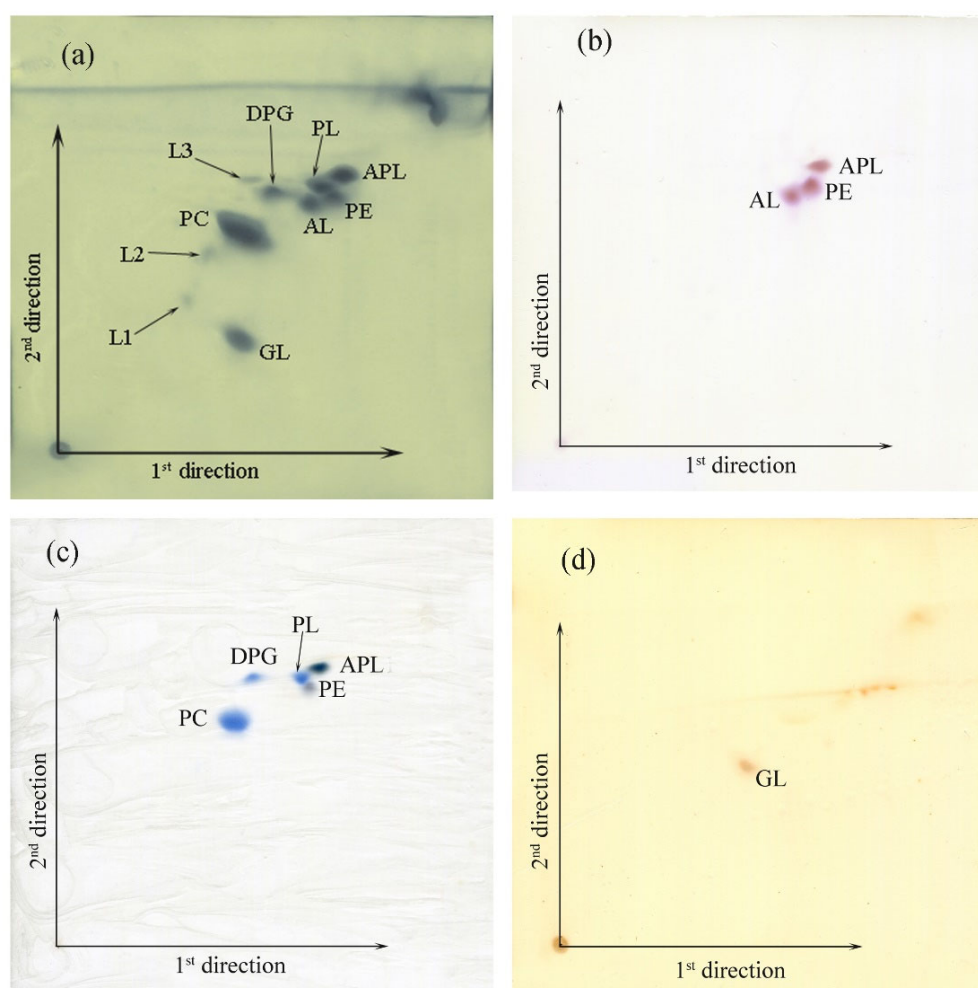 (a)
DPG
PL
L3
APL
PC
PE
AL
L2
L1
GL
2nd direction
1st direction
(b)
APL
AL
PE
2nd direction
1st direction
(c)
PL
DPG
APL
PE
PC
2nd direction
1st direction
(d)
GL
2nd direction
1st direction